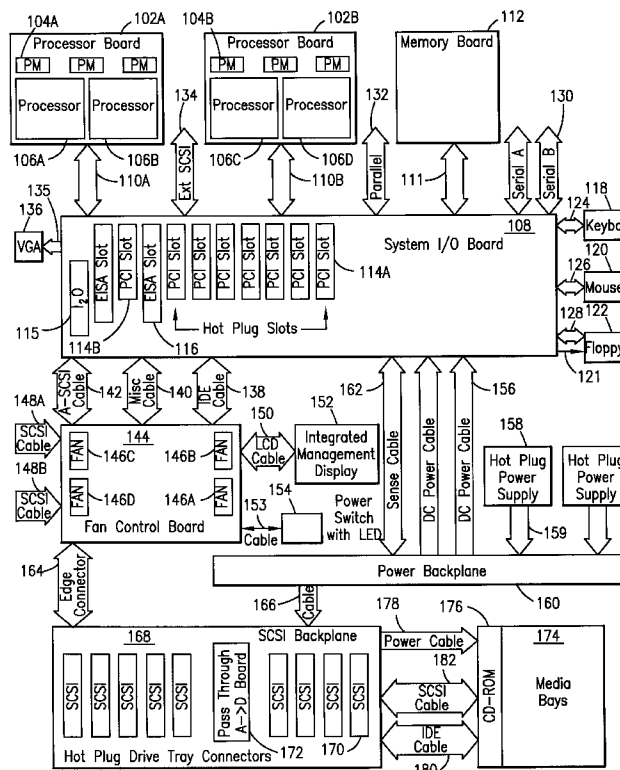 102A
102B
112
104A
Processor Board
104B
Processor Board
Memory Board
PM PM PM
PM PM PM
134
132
130
Processor Processor
Processor Processor
106A 106B
106C 106D
110A
Ext SCSI
110B
Parallel
111
Serial A
Serial B
118
135
136
VGA
108
System I/O Board
124
Keyboa
120
126
Mouse
122
128
Floppy
121
I2O
EISA Slot
PCI Slot
EISA Slot
PCI Slot
PCI Slot
PCI Slot
PCI Slot
PCI Slot
PCI Slot
PCI Slot
114A
Hot Plug Slots
115
114B
116
A-SCSI Cable
142
Misc Cable
140
IDE Cable
138
162
156
148A
SCSI Cable
144
150
152
158
LCD Cable
Integrated Management Display
Sense Cable
DC Power Cable
DC Power Cable
Hot Plug Power Supply
Hot Plug Power Supply
FAN
146C
146B
FAN
148B
SCSI Cable
FAN
146D
146A
FAN
153
154
Power Switch with LED
Fan Control Board
Cable
159
164
Edge Connector
Power Backplane
166
Cable
160
178
176
168
SCSI Backplane
Power Cable
174
182
SCSI
SCSI
SCSI
SCSI
SCSI
Pass Through
A->D Board
SCSI
SCSI
SCSI
SCSI
SCSI Cable
CD-ROM
Media Bays
172
170
IDE Cable
Hot Plug Drive Tray Connectors
180